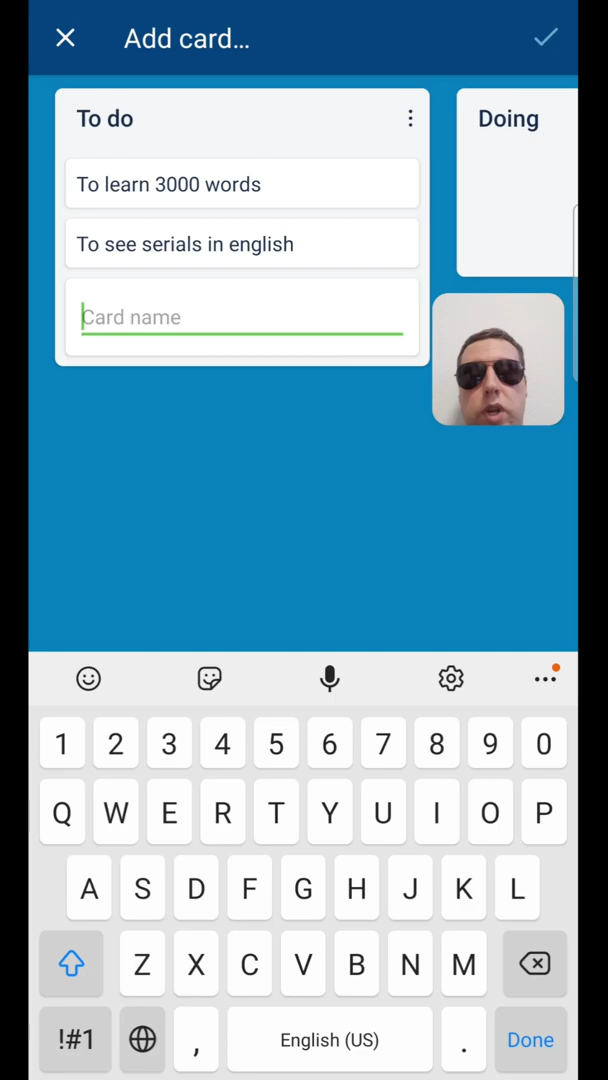 Add card...
To do
Doing
To learn 3000 words
To see serials in english
Card name
1 2 3 4 5 6 7 8 9 0
Q W E R T Y U I O P
A S D F G H J K L
Z X C V B N M
!#1 , English (US) . Done